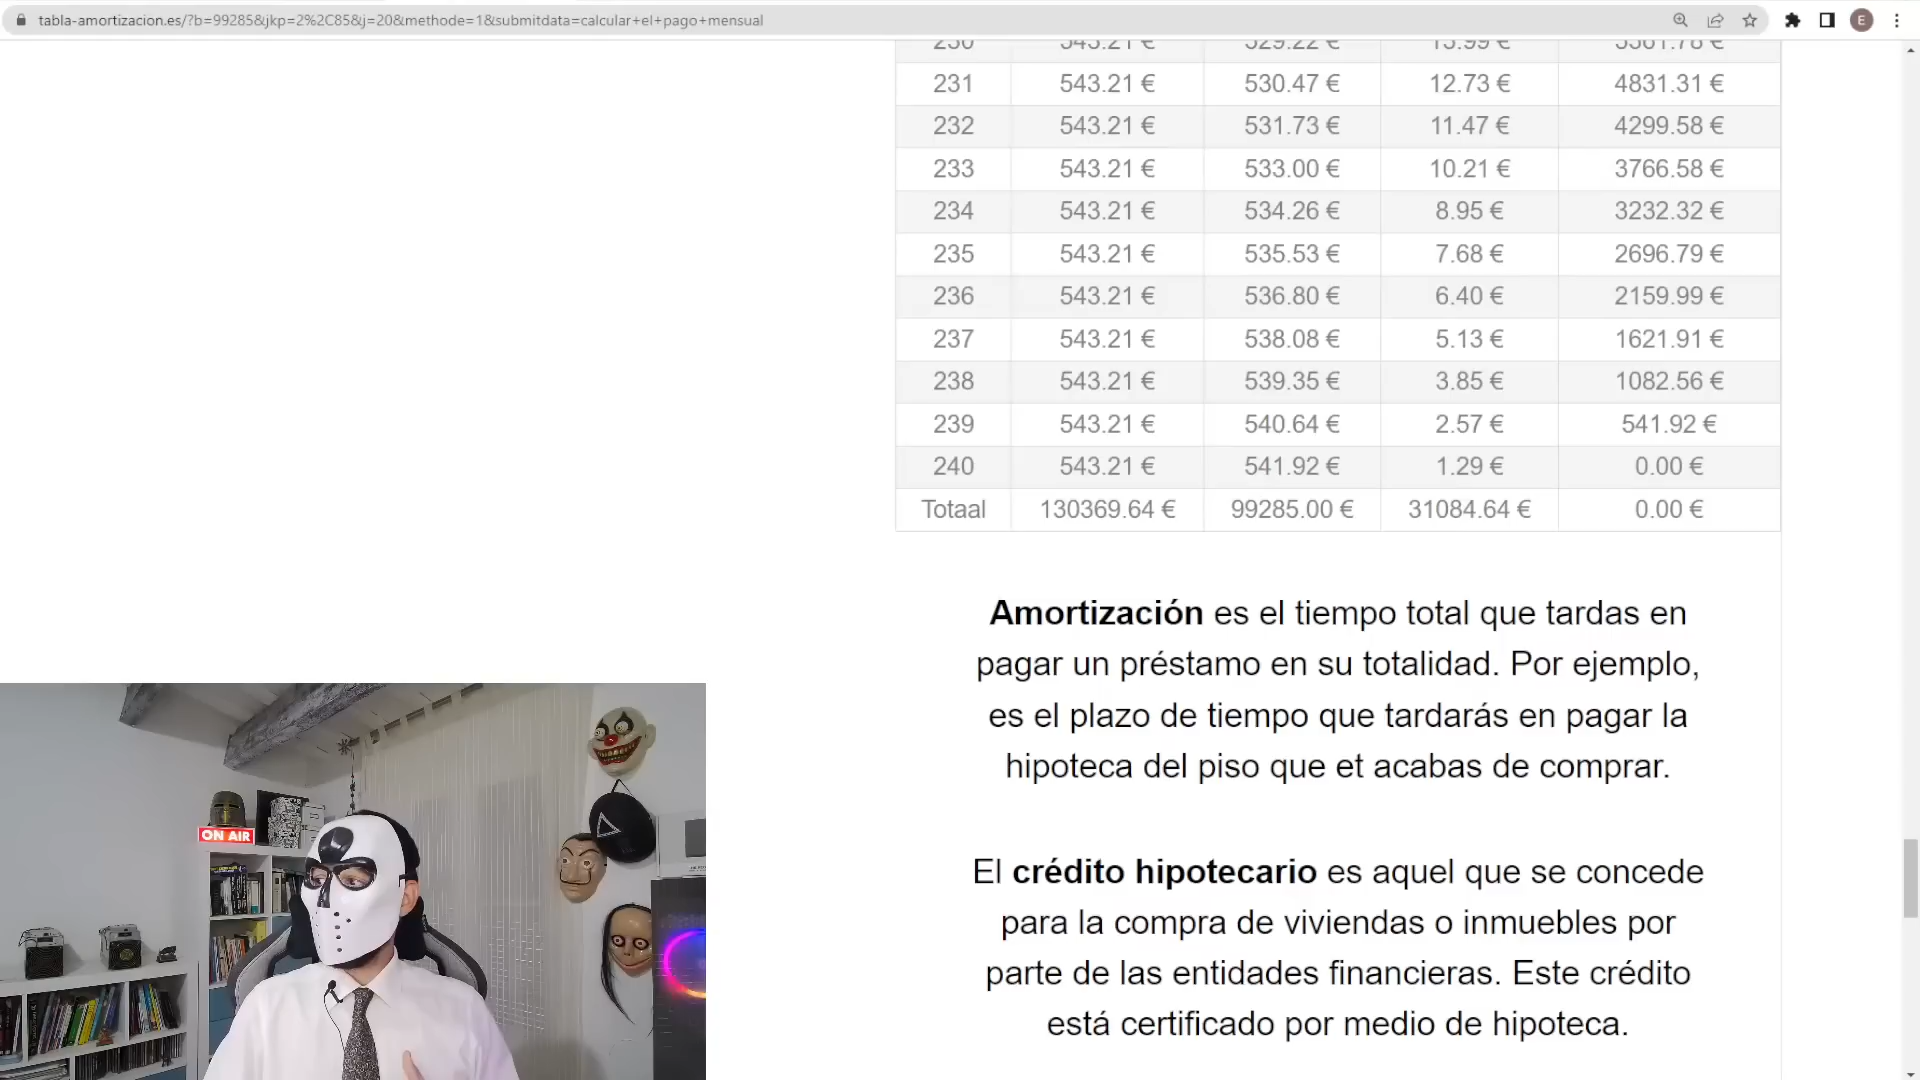 tabla-amortizacion.es/?b=99285&jkp=2%2C85&j=20&methode=1&submitdata=calcular+el+pago+mensual
E
230 543.21 € 529.22 € 13.99 € 5361.78 €
231 543.21 € 530.47 € 12.73 € 4831.31 €
232 543.21 € 531.73 € 11.47 € 4299.58 €
233 543.21 € 533.00 € 10.21 € 3766.58 €
234 543.21 € 534.26 € 8.95 € 3232.32 €
235 543.21 € 535.53 € 7.68 € 2696.79 €
236 543.21 € 536.80 € 6.40 € 2159.99 €
237 543.21 € 538.08 € 5.13 € 1621.91 €
238 543.21 € 539.35 € 3.85 € 1082.56 €
239 543.21 € 540.64 € 2.57 € 541.92 €
240 543.21 € 541.92 € 1.29 € 0.00 €
Totaal 130369.64 € 99285.00 € 31084.64 € 0.00 €
Amortización es el tiempo total que tardas en
pagar un préstamo en su totalidad. Por ejemplo,
es el plazo de tiempo que tardarás en pagar la
hipoteca del piso que et acabas de comprar.
El crédito hipotecario es aquel que se concede
para la compra de viviendas o inmuebles por
parte de las entidades financieras. Este crédito
está certificado por medio de hipoteca.
ON AIR